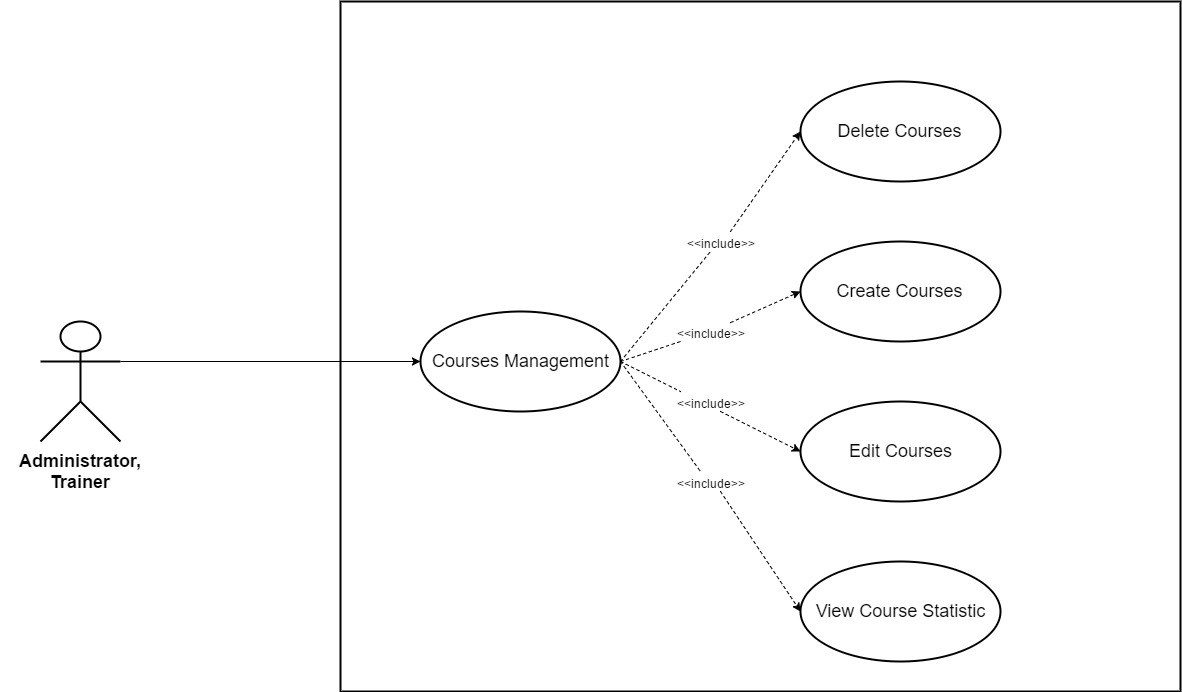 Delete Courses
<<include>>
Create Courses
<<include>>
Courses Management
<<include>>
Edit Courses
Administrator,
Trainer
<<include>>
View Course Statistic